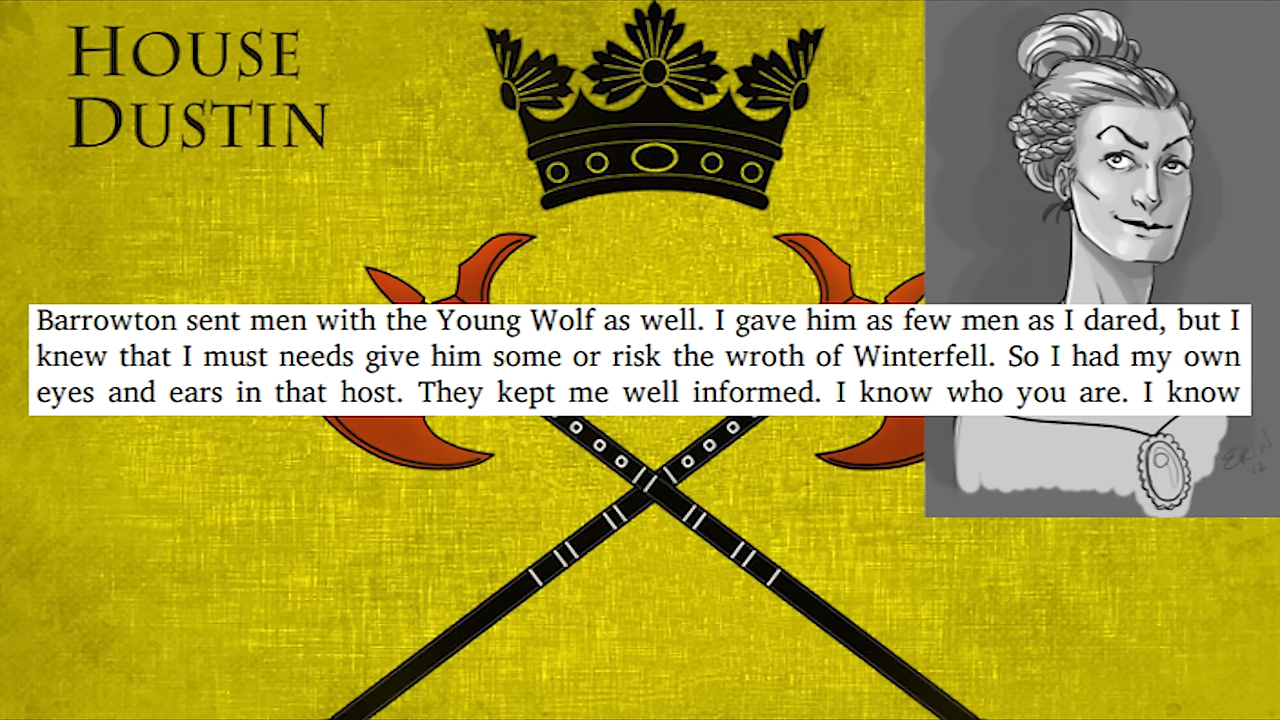 HOUSE
DUSTIN
Barrowton sent men with the Young Wolf as well. I gave him as few men as I dared, but I
knew that I must needs give him some or risk the wroth of Winterfell. So I had my own
eyes and ears in that host. They kept me well informed. I know who you are. I know
ERIN
'12